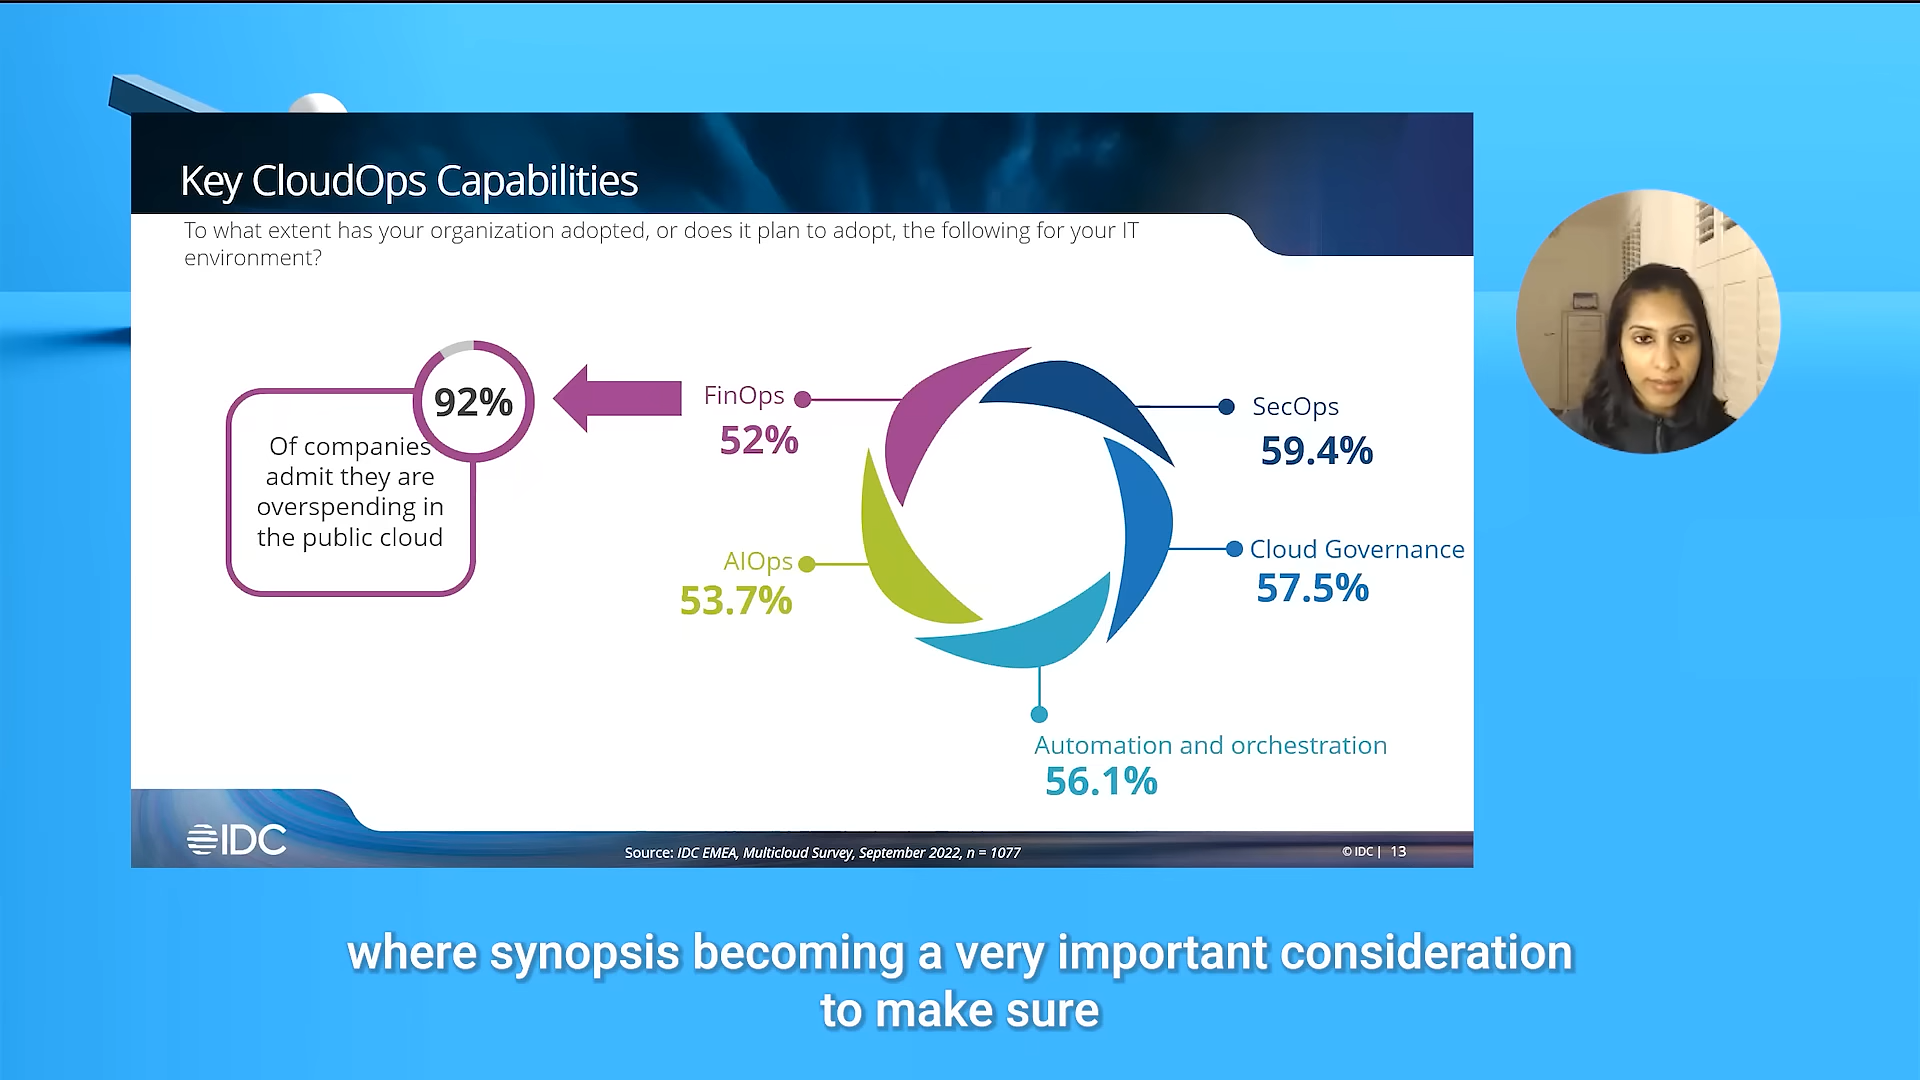 Key CloudOps Capabilities
To what extent has your organization adopted, or does it plan to adopt, the following for your IT
environment?
92%
Of companies
admit they are
overspending in
the public cloud
FinOps
52%
SecOps
59.4%
AIOps
53.7%
Cloud Governance
57.5%
Automation and orchestration
56.1%
IDC
Source: IDC EMEA, Multicloud Survey, September 2022, n = 1077
© IDC | 13
where synopsis becoming a very important consideration
to make sure